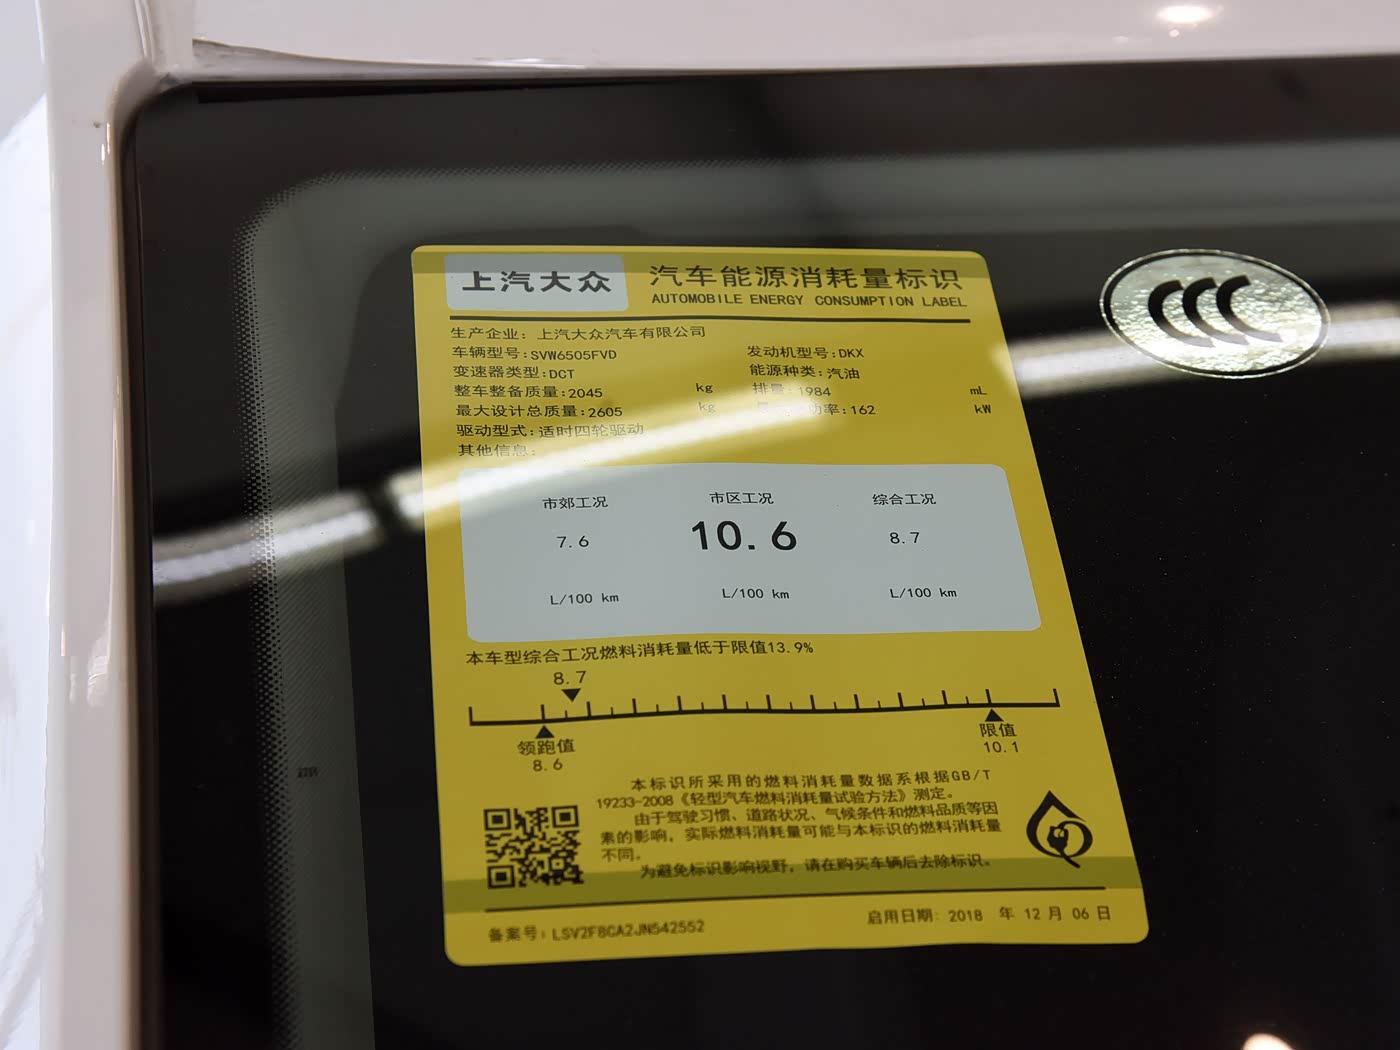 上汽大众
汽车能源消耗量标识
AUTOMOBILE ENERGY CONSUMPTION LABEL
生产企业：上汽大众汽车有限公司
车辆型号：SVW6505FVD 发动机型号：DKX
变速器类型：DCT 能源种类：汽油
整车整备质量：2045 kg 排量：1984 mL
最大设计总质量：2605 kg 功率：162 kW
驱动型式：适时四轮驱动
其他信息：
市郊工况 市区工况 综合工况
7.6 10.6 8.7
L/100 km L/100 km L/100 km
本车型综合工况燃料消耗量低于限值13.9%
8.7
领跑值 限值
8.6 10.1
本标识所采用的燃料消耗量数据系根据GB/T
19233-2008《轻型汽车燃料消耗量试验方法》测定。
由于驾驶习惯、道路状况、气候条件和燃料品质等因
素的影响，实际燃料消耗量可能与本标识的燃料消耗量
不同。
为避免标识影响视野，请在购买车辆后去除标识。
备案号：LSV2F8CA2JN542552 启用日期：2018 年 12 月 06 日
CCC